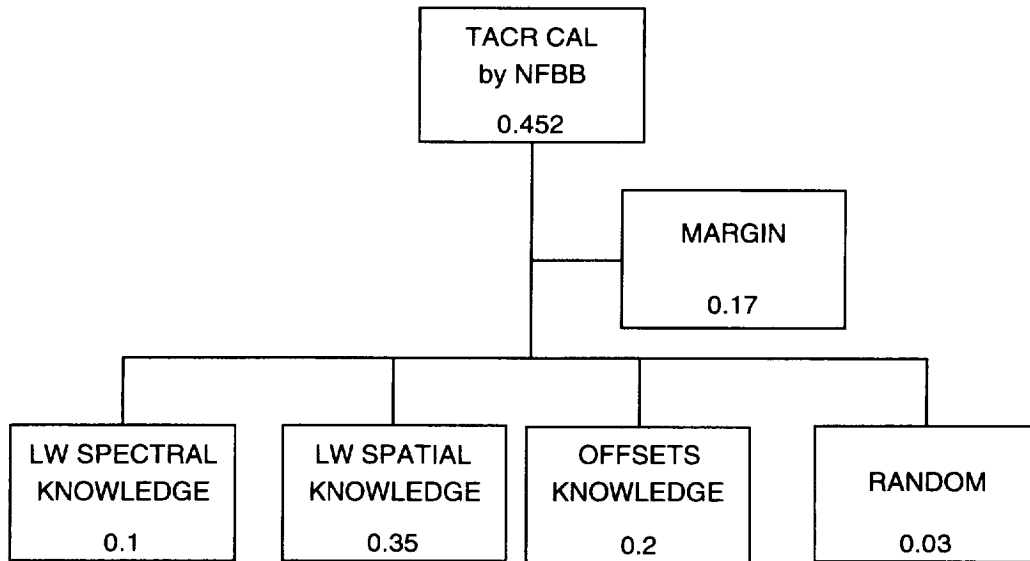 TACR CAL
by NFBB
0.452
MARGIN
0.17
LW SPECTRAL
KNOWLEDGE
0.1
LW SPATIAL
KNOWLEDGE
0.35
OFFSETS
KNOWLEDGE
0.2
RANDOM
0.03